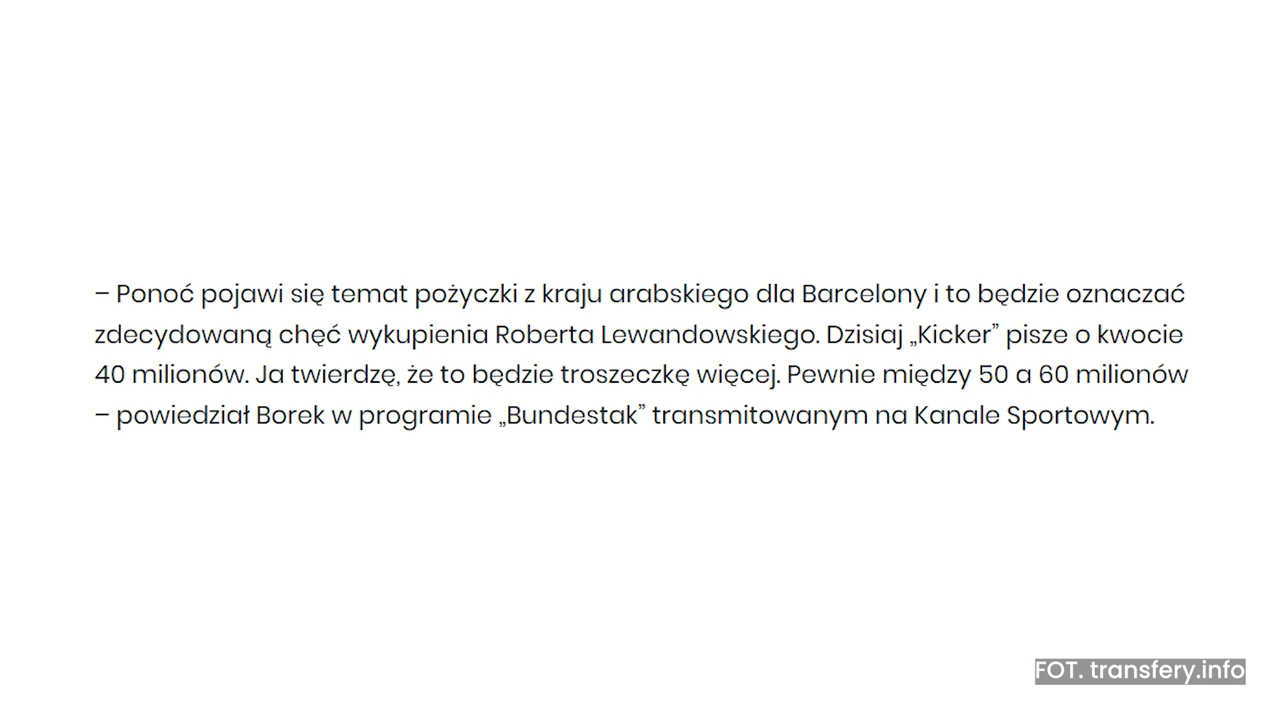 – Ponoć pojawi się temat pożyczki z kraju arabskiego dla Barcelony i to będzie oznaczać
zdecydowaną chęć wykupienia Roberta Lewandowskiego. Dzisiaj „Kicker” pisze o kwocie
40 milionów. Ja twierdzę, że to będzie troszeczkę więcej. Pewnie między 50 a 60 milionów
– powiedział Borek w programie „Bundestak” transmitowanym na Kanale Sportowym.
FOT. transfery.info